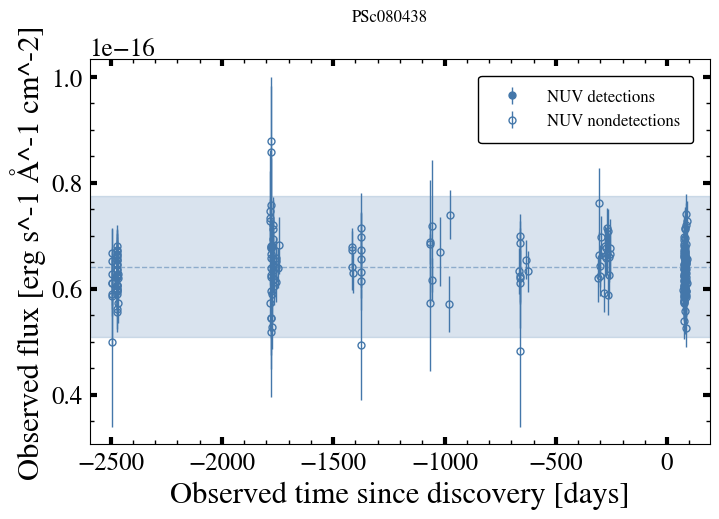 PSc080438
1e−16
1.0
0.8
0.6
0.4
Observed flux [erg s^-1 Å^-1 cm^-2]
NUV detections
NUV nondetections
−2500 −2000 −1500 −1000 −500 0
Observed time since discovery [days]